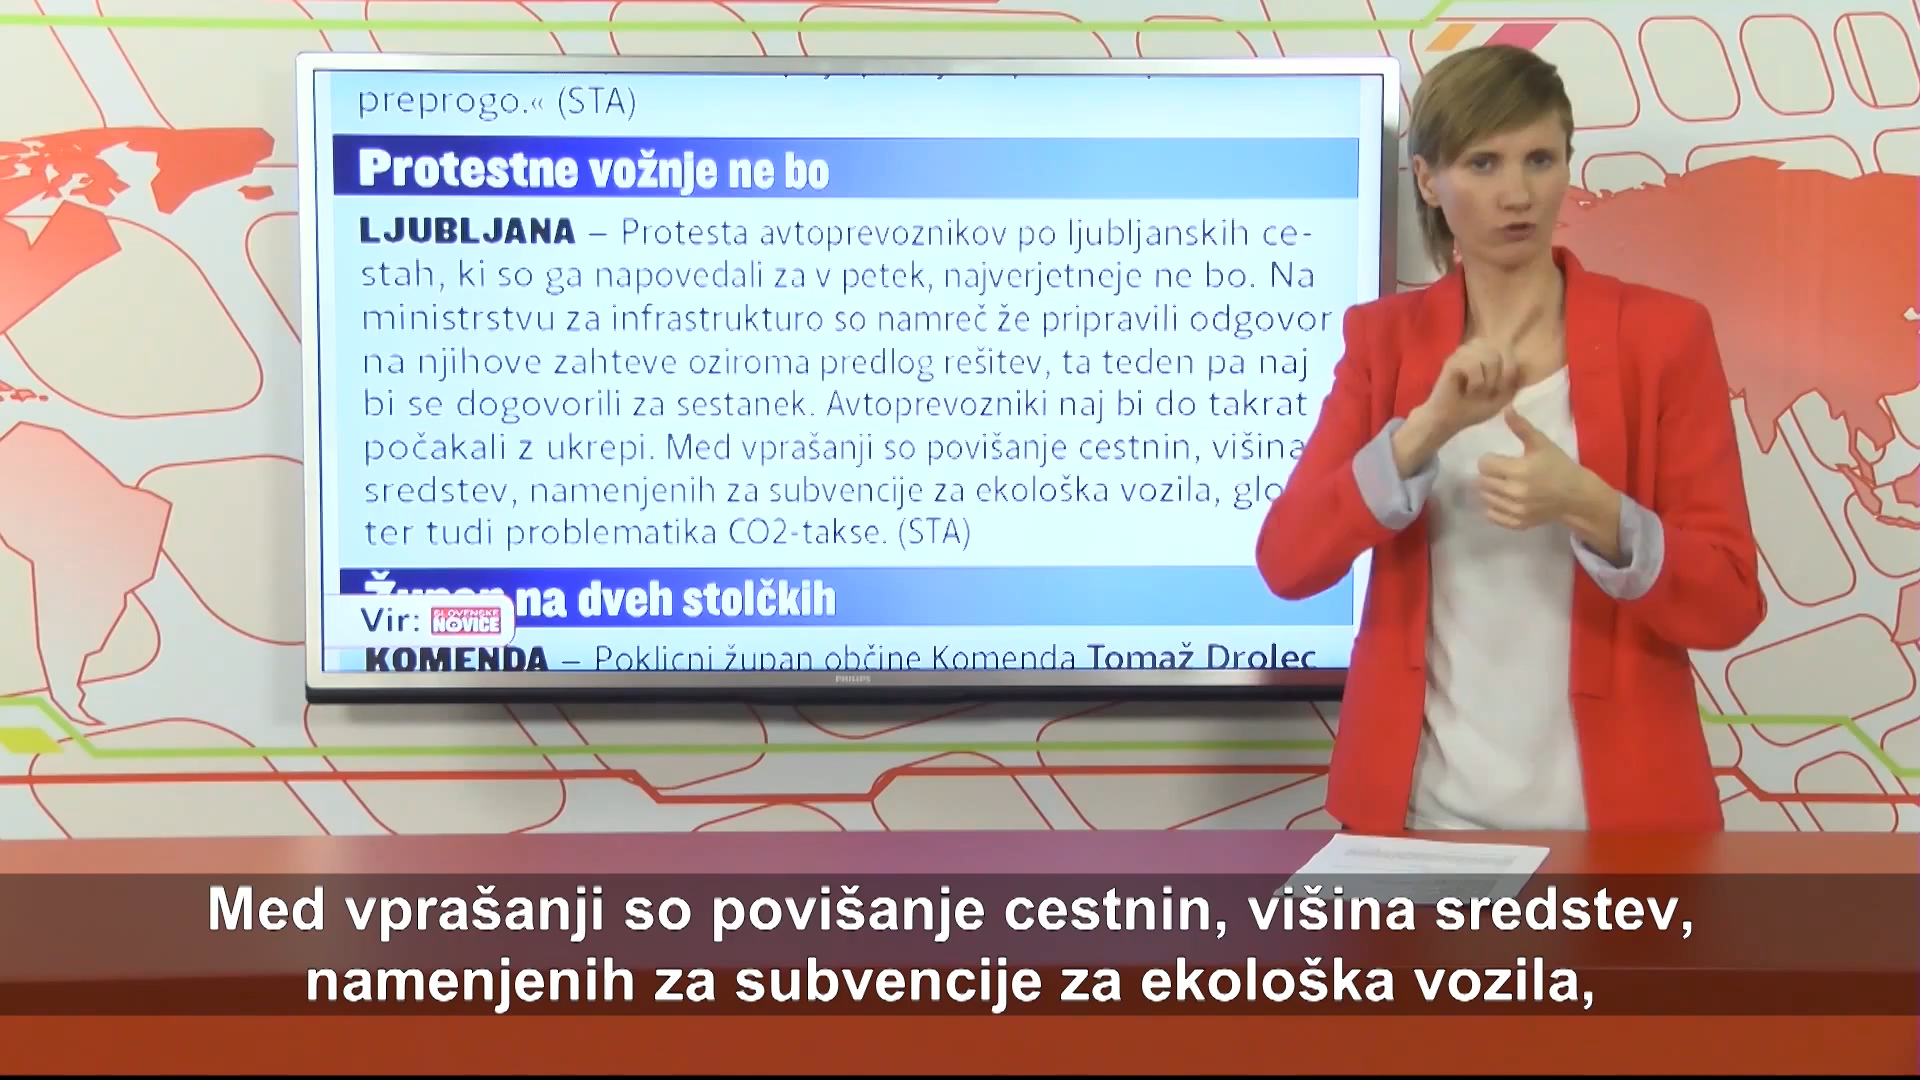 preprogo.« (STA)
Protestne vožnje ne bo
LJUBLJANA – Protesta avtoprevoznikov po ljubljanskih ce-
stah, ki so ga napovedali za v petek, najverjetneje ne bo. Na
ministrstvu za infrastrukturo so namreč že pripravili odgovor
na njihove zahteve oziroma predlog rešitev, ta teden pa naj
bi se dogovorili za sestanek. Avtoprevozniki naj bi do takrat
počakali z ukrepi. Med vprašanji so povišanje cestnin, višina
sredstev, namenjenih za subvencije za ekološka vozila,
ter tudi problematika CO2-takse. (STA)
Župan na dveh stolčkih
Vir: SLOVENSKE NOVICE
KOMENDA – Poklicni župan občine Komenda Tomaž Drolec
PHILIPS
Med vprašanji so povišanje cestnin, višina sredstev,
namenjenih za subvencije za ekološka vozila,